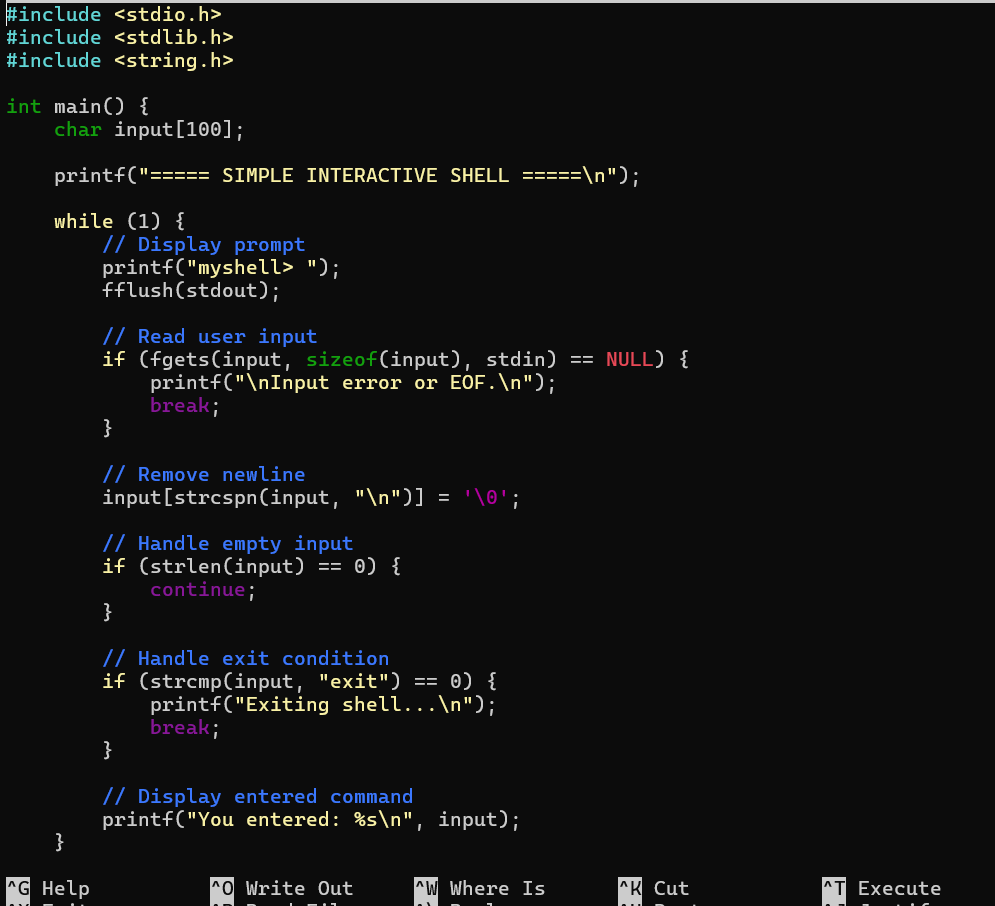 #include <stdio.h>
#include <stdlib.h>
#include <string.h>

int main() {
    char input[100];

    printf("===== SIMPLE INTERACTIVE SHELL =====\n");

    while (1) {
        // Display prompt
        printf("myshell> ");
        fflush(stdout);

        // Read user input
        if (fgets(input, sizeof(input), stdin) == NULL) {
            printf("\nInput error or EOF.\n");
            break;
        }

        // Remove newline
        input[strcspn(input, "\n")] = '\0';

        // Handle empty input
        if (strlen(input) == 0) {
            continue;
        }

        // Handle exit condition
        if (strcmp(input, "exit") == 0) {
            printf("Exiting shell...\n");
            break;
        }

        // Display entered command
        printf("You entered: %s\n", input);
    }

^G Help ^O Write Out ^W Where Is ^K Cut ^T Execute